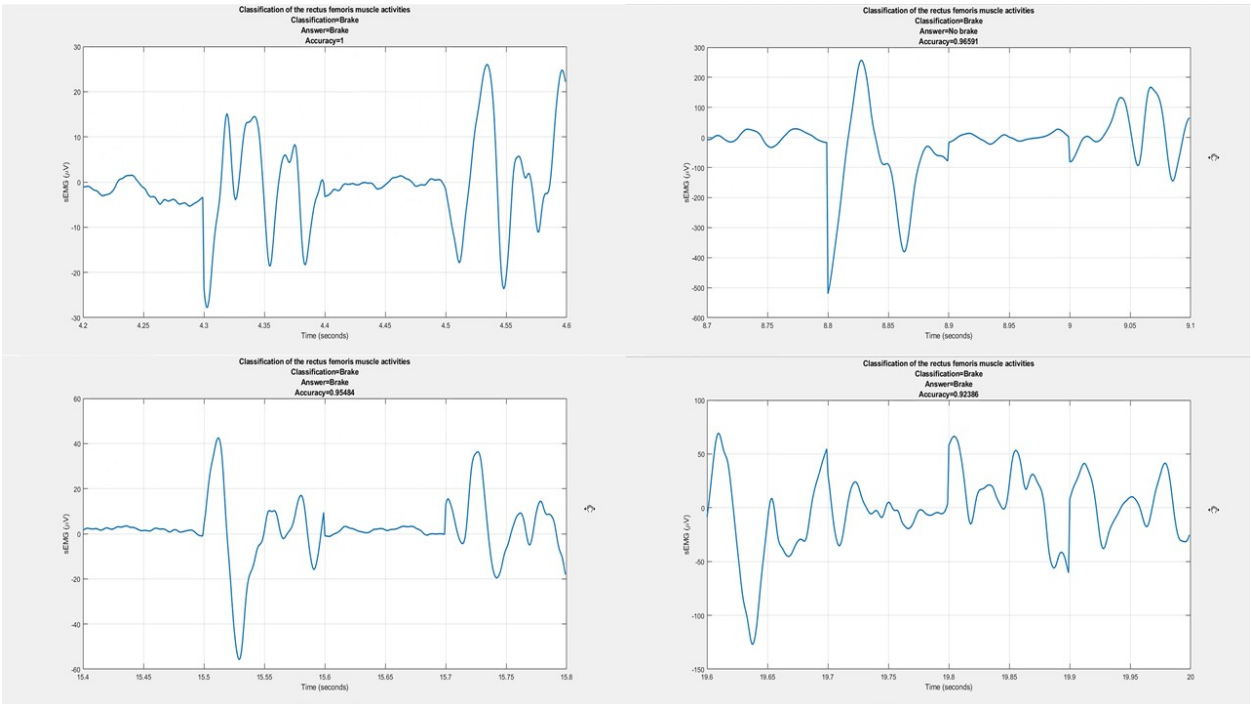 Classification of the rectus femoris muscle activities
Classification=Brake
Answer=Brake
Accuracy=1
30
20
10
0
-10
-20
-30
sEMG (μV)
4.2 4.25 4.3 4.35 4.4 4.45 4.5 4.55 4.6
Time (seconds)
Classification of the rectus femoris muscle activities
Classification=Brake
Answer=No brake
Accuracy=0.96591
300
200
100
0
-100
-200
-300
-400
-500
-600
sEMG (μV)
8.7 8.75 8.8 8.85 8.9 8.95 9 9.05 9.1
Time (seconds)
Classification of the rectus femoris muscle activities
Classification=Brake
Answer=Brake
Accuracy=0.95484
60
40
20
0
-20
-40
-60
sEMG (μV)
15.4 15.45 15.5 15.55 15.6 15.65 15.7 15.75 15.8
Time (seconds)
Classification of the rectus femoris muscle activities
Classification=Brake
Answer=Brake
Accuracy=0.92386
100
50
0
-50
-100
-150
sEMG (μV)
19.6 19.65 19.7 19.75 19.8 19.85 19.9 19.95 20
Time (seconds)